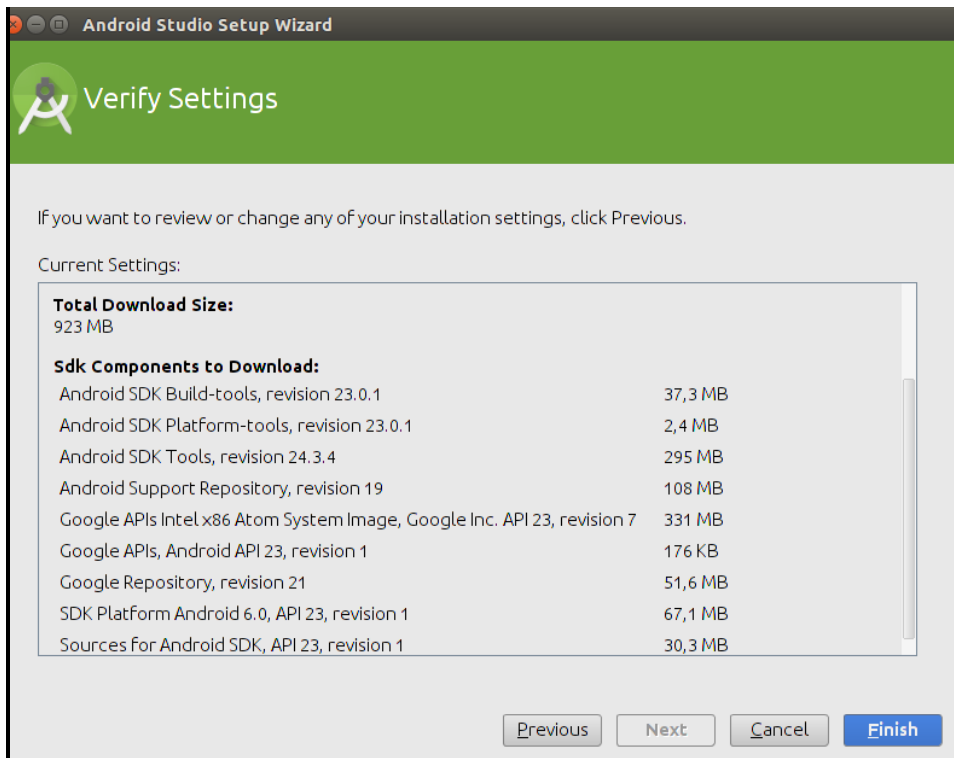 Android Studio Setup Wizard
Verify Settings
If you want to review or change any of your installation settings, click Previous.
Current Settings:
Total Download Size:
923 MB
Sdk Components to Download:
Android SDK Build-tools, revision 23.0.1 37,3 MB
Android SDK Platform-tools, revision 23.0.1 2,4 MB
Android SDK Tools, revision 24.3.4 295 MB
Android Support Repository, revision 19 108 MB
Google APIs Intel x86 Atom System Image, Google Inc. API 23, revision 7 331 MB
Google APIs, Android API 23, revision 1 176 KB
Google Repository, revision 21 51,6 MB
SDK Platform Android 6.0, API 23, revision 1 67,1 MB
Sources for Android SDK, API 23, revision 1 30,3 MB
Previous Next Cancel Finish